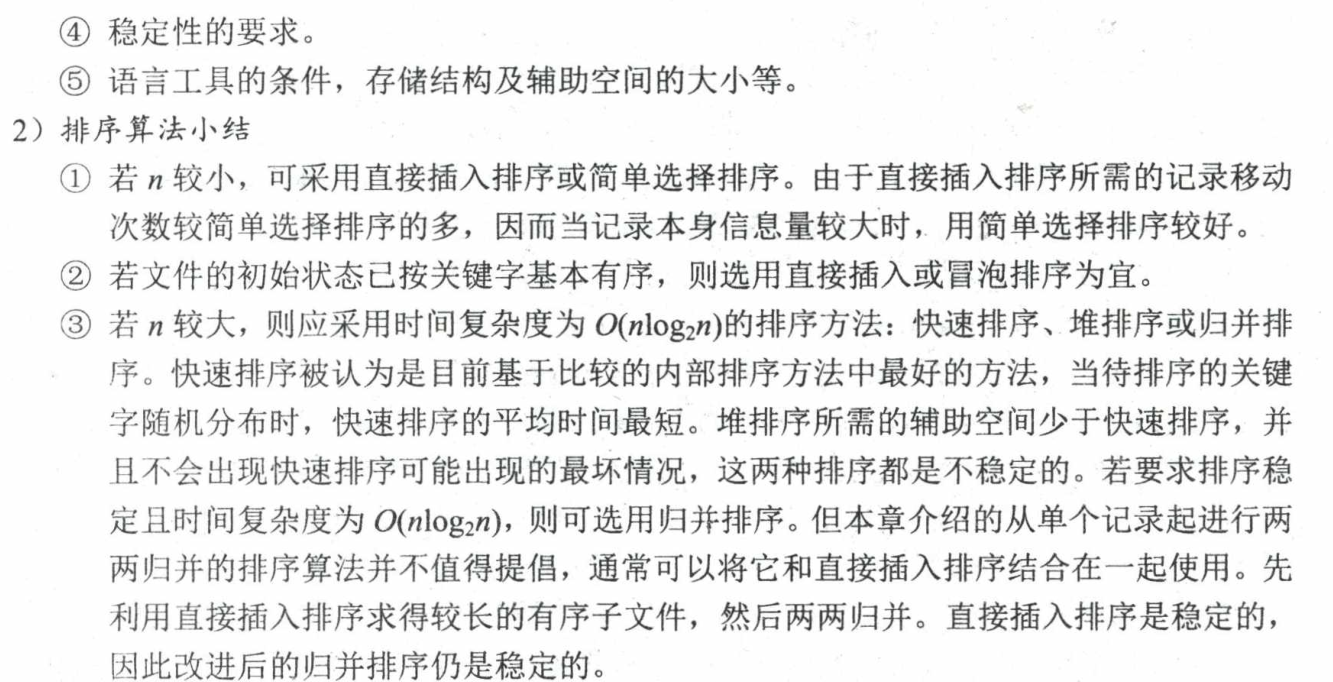 ④ 稳定性的要求。
⑤ 语言工具的条件，存储结构及辅助空间的大小等。
2）排序算法小结
① 若 n 较小，可采用直接插入排序或简单选择排序。由于直接插入排序所需的记录移动
次数较简单选择排序的多，因而当记录本身信息量较大时，用简单选择排序较好。
② 若文件的初始状态已按关键字基本有序，则选用直接插入或冒泡排序为宜。
③ 若 n 较大，则应采用时间复杂度为 O(nlog₂n)的排序方法：快速排序、堆排序或归并排
序。快速排序被认为是目前基于比较的内部排序方法中最好的方法，当待排序的关键
字随机分布时，快速排序的平均时间最短。堆排序所需的辅助空间少于快速排序，并
且不会出现快速排序可能出现的最坏情况，这两种排序都是不稳定的。若要求排序稳
定且时间复杂度为 O(nlog₂n)，则可选用归并排序。但本章介绍的从单个记录起进行两
两归并的排序算法并不值得提倡，通常可以将它和直接插入排序结合在一起使用。先
利用直接插入排序求得较长的有序子文件，然后两两归并。直接插入排序是稳定的，
因此改进后的归并排序仍是稳定的。